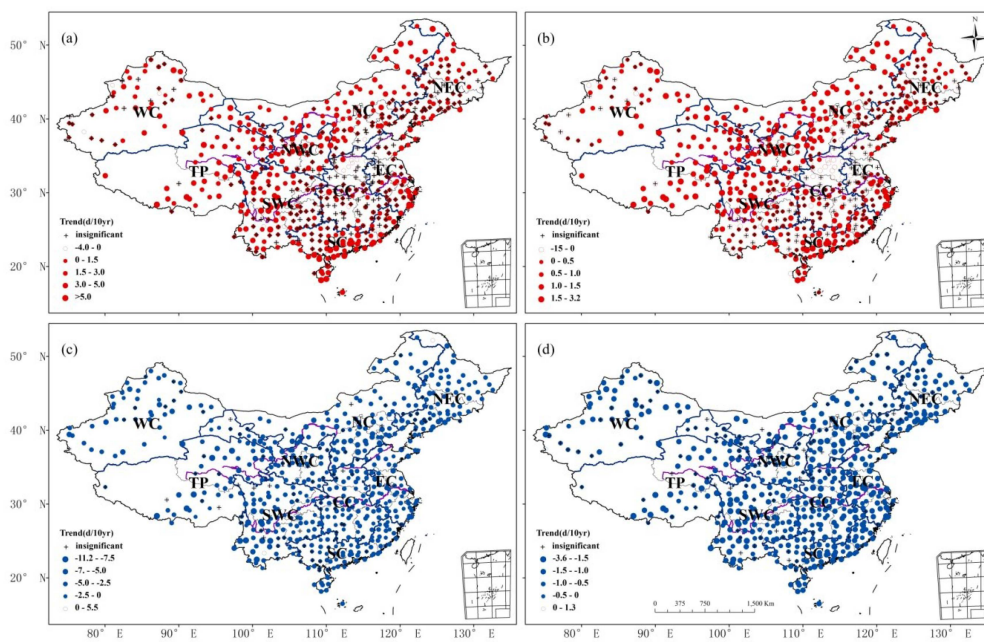 (a)
50° N
40° N
30° N
20° N
WC
NEC
NC
NWC
TP
EC
CC
SWC
SC
Trend(d/10yr)
insignificant
-4.0 - 0
0 - 1.5
1.5 - 3.0
3.0 - 5.0
>5.0
(b)
N
WC
NEC
NC
NWC
TP
EC
CC
SWC
SC
Trend(d/10yr)
insignificant
-15 - 0
0 - 0.5
0.5 - 1.0
1.0 - 1.5
1.5 - 3.2
(c)
50° N
40° N
30° N
20° N
WC
NEC
NC
NWC
TP
EC
CC
SWC
SC
Trend(d/10yr)
insignificant
-11.2 - -7.5
-7. - -5.0
-5.0 - -2.5
-2.5 - 0
0 - 5.5
80° E 90° E 100° E 110° E 120° E 130° E
(d)
WC
NEC
NC
NWC
TP
EC
CC
SWC
SC
Trend(d/10yr)
insignificant
-3.6 - -1.5
-1.5 - -1.0
-1.0 - -0.5
-0.5 - 0
0 - 1.3
0 375 750 1,500 Km
80° E 90° E 100° E 110° E 120° E 130° E